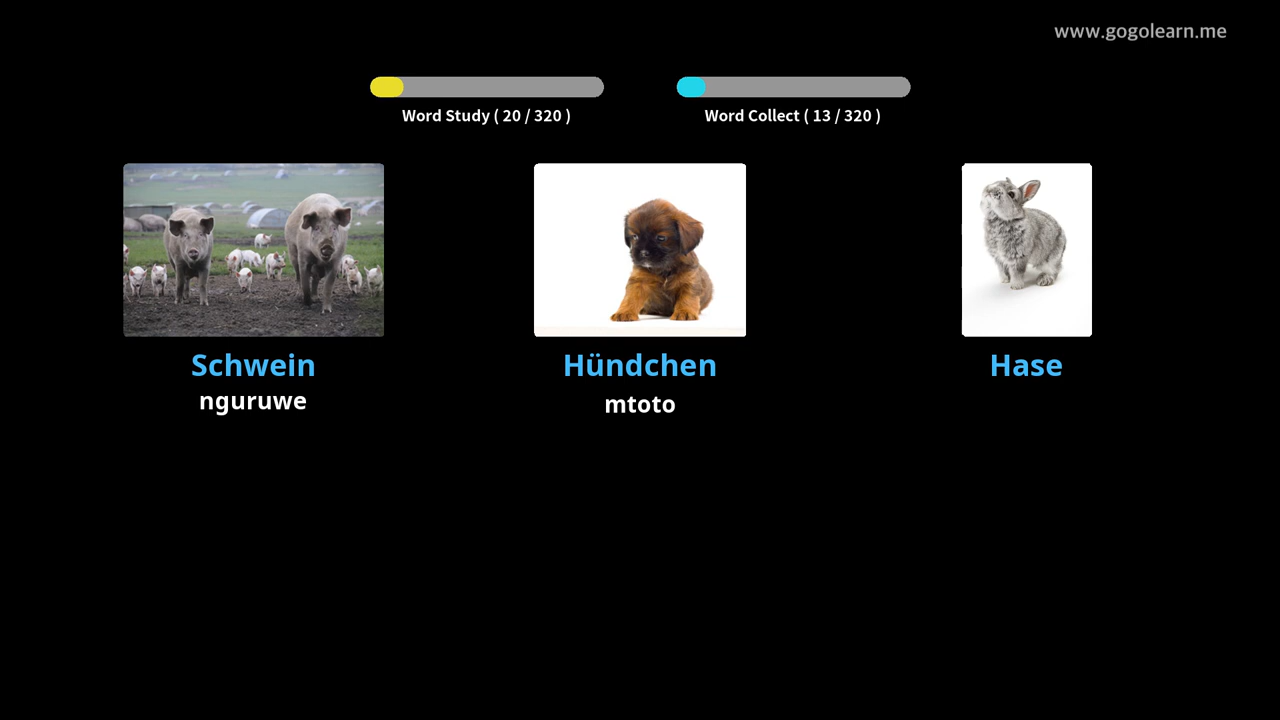 www.gogolearn.me
Word Study ( 20 / 320 )
Word Collect ( 13 / 320 )
Schwein
Hündchen
Hase
nguruwe
mtoto